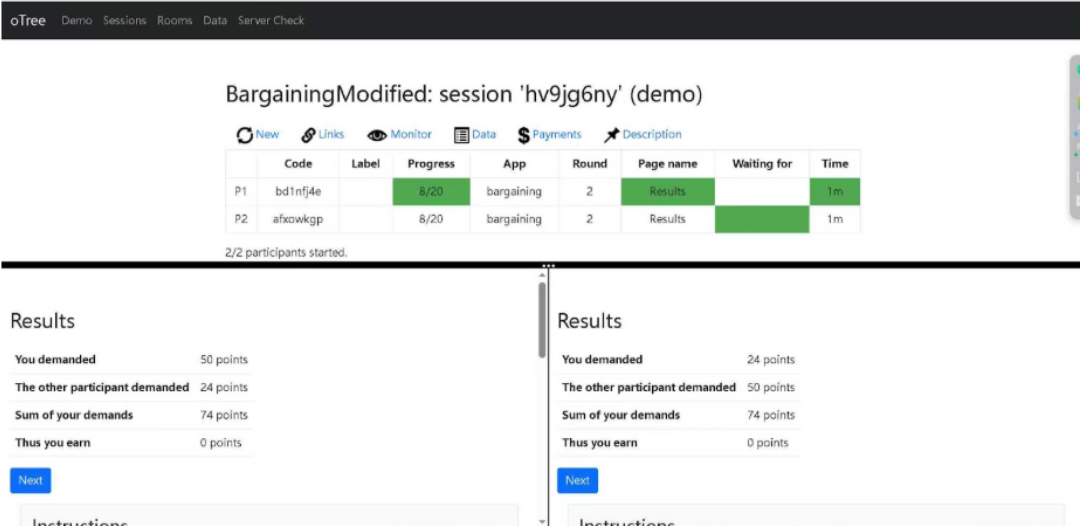 oTree Demo Sessions Rooms Data Server Check
BargainingModified: session 'hv9jg6ny' (demo)
New Links Monitor Data Payments Description
Code Label Progress App Round Page name Waiting for Time
P1 bd1nfj4e 8/20 bargaining 2 Results 1m
P2 afxowkgp 8/20 bargaining 2 Results 1m
2/2 participants started.
Results
You demanded 50 points
The other participant demanded 24 points
Sum of your demands 74 points
Thus you earn 0 points
Next
Instructions
Results
You demanded 24 points
The other participant demanded 50 points
Sum of your demands 74 points
Thus you earn 0 points
Next
Instructions